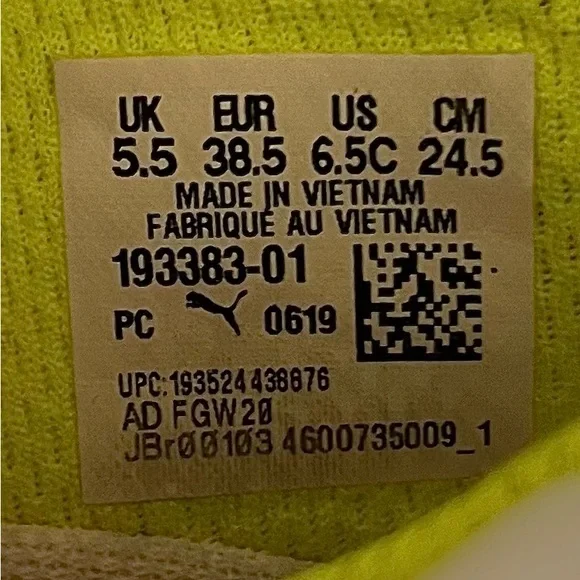 UK EUR US CM
5.5 38.5 6.5C 24.5
MADE IN VIETNAM
FABRIQUÉ AU VIETNAM
193383-01
PC 0619
UPC:193524438876
AD FGW20
JBr00103 4600735009_1